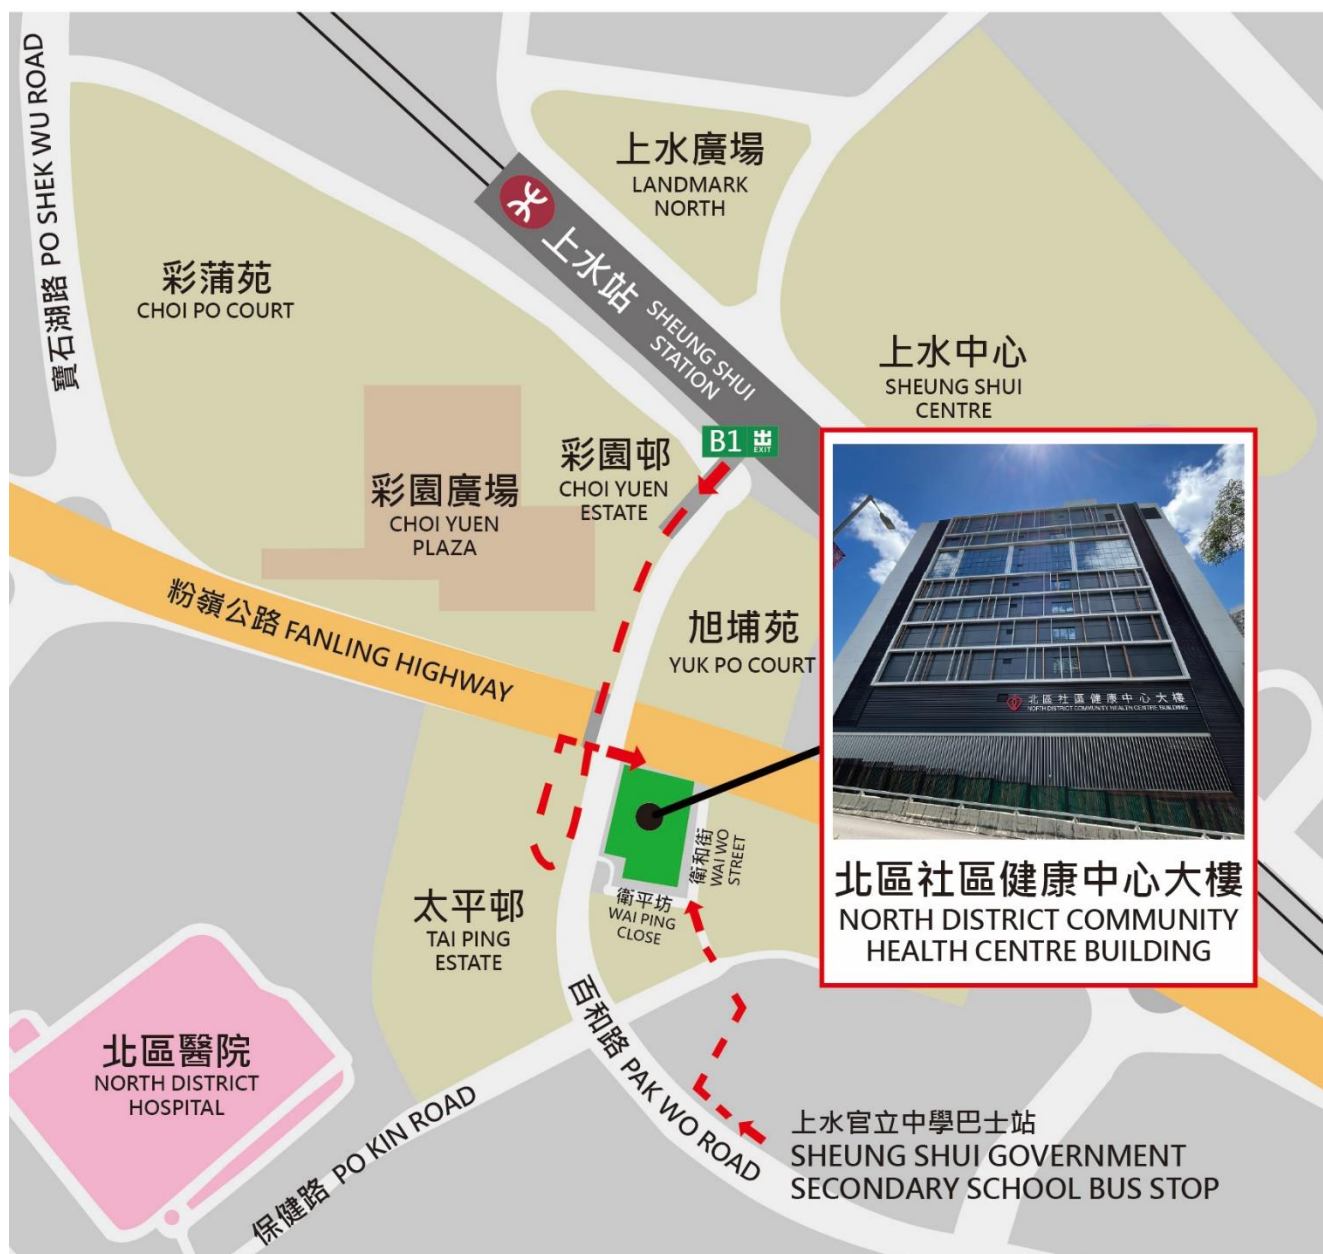 寶石湖路 PO SHEK WU ROAD
上水廣場
LANDMARK
NORTH
彩蒲苑
CHOI PO COURT
上水站 SHEUNG SHUI
STATION
上水中心
SHEUNG SHUI
CENTRE
B1 出
EXIT
彩園邨
CHOI YUEN
ESTATE
彩園廣場
CHOI YUEN
PLAZA
粉嶺公路 FANLING HIGHWAY
旭埔苑
YUK PO COURT
北區社區健康中心大樓
NORTH DISTRICT COMMUNITY HEALTH CENTRE BUILDING
衛和街
WAI WO
STREET
衛平坊
WAI PING
CLOSE
北區社區健康中心大樓
NORTH DISTRICT COMMUNITY
HEALTH CENTRE BUILDING
太平邨
TAI PING
ESTATE
北區醫院
NORTH DISTRICT
HOSPITAL
百和路 PAK WO ROAD
保健路 PO KIN ROAD
上水官立中學巴士站
SHEUNG SHUI GOVERNMENT
SECONDARY SCHOOL BUS STOP